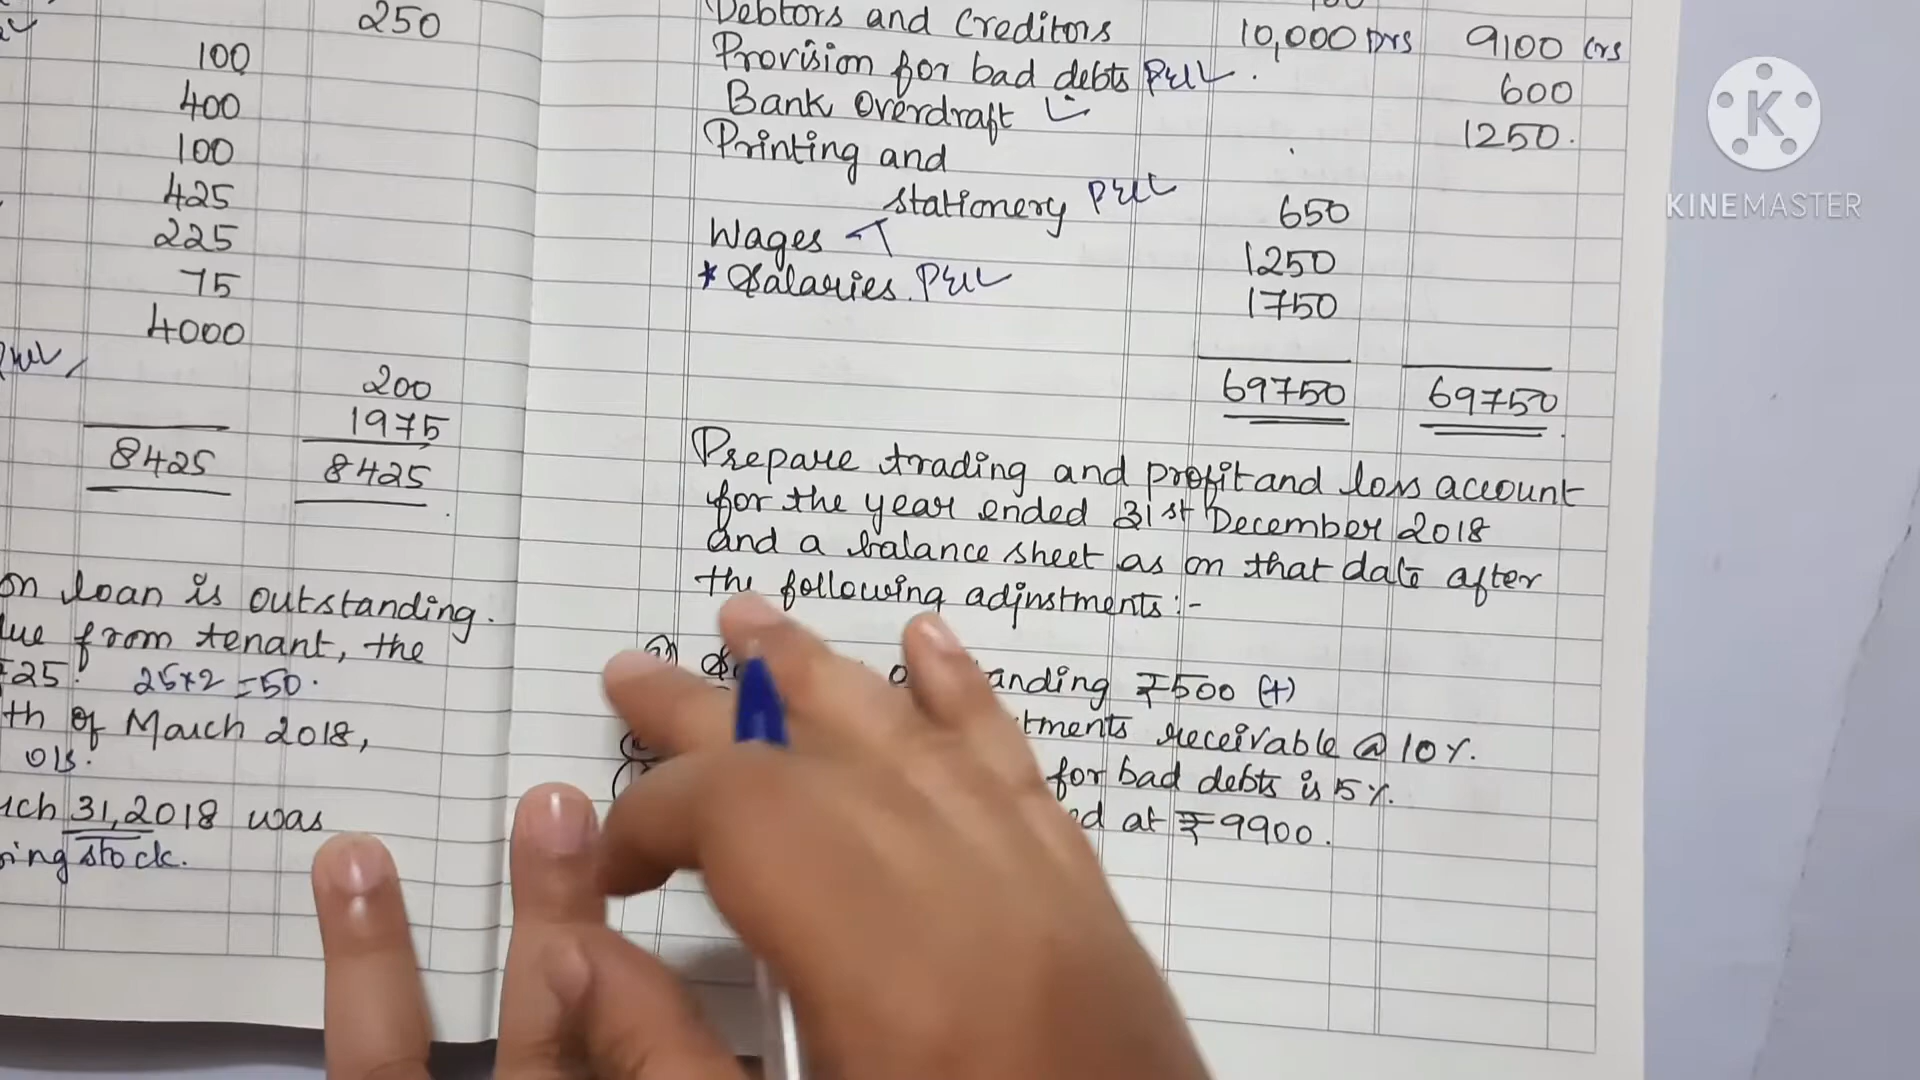 250
100
400
100
425
225
75
4000
200
1975
8425 8425
on loan is outstanding.
from tenant, the
25. 25*2=50.
th of March 2018,
31, 2018 was
stock.
Debtors and Creditors 10,000 Drs 9100 Crs
Provision for bad debts P&L 600
Bank Overdraft L 1250.
Printing and
stationery P&L 650
Wages T 1250
* Salaries. P&L 1750
69750 69750
Prepare trading and profit and loss account
for the year ended 31st December 2018
and a balance sheet as on that date after
the following adjustments:-
anding ₹500 (+)
tments receivable @ 10%.
for bad debts is 5%.
at ₹9900.
K
KINEMASTER